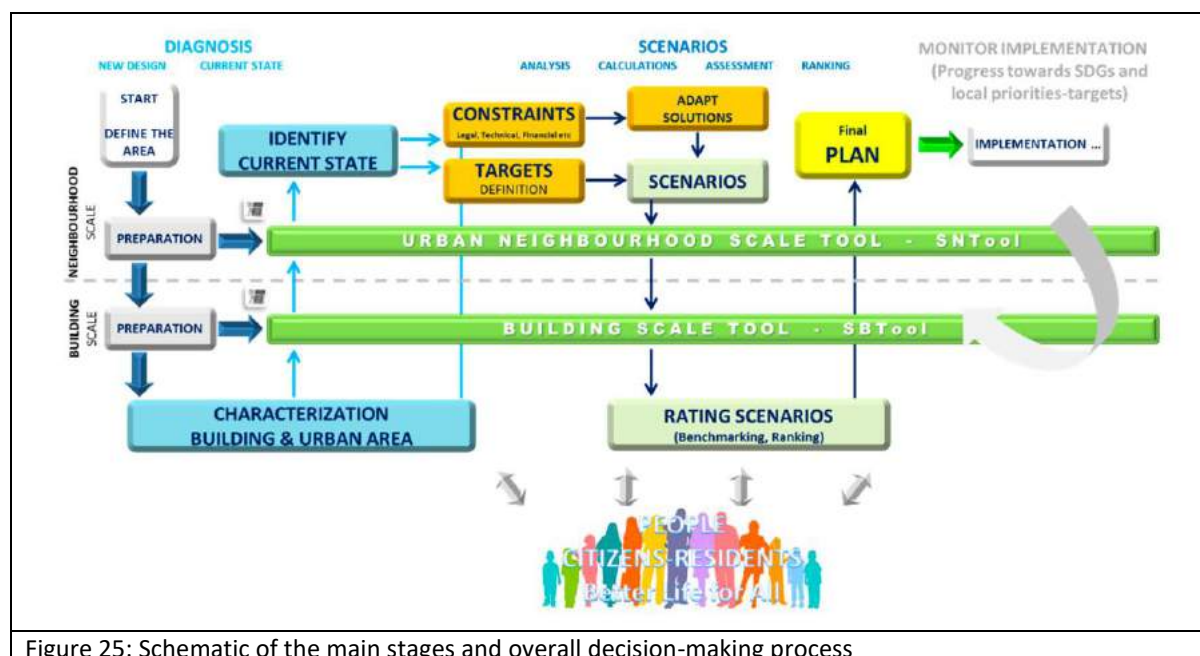 DIAGNOSIS
NEW DESIGN
CURRENT STATE
SCENARIOS
ANALYSIS
CALCULATIONS
ASSESSMENT
RANKING
MONITOR IMPLEMENTATION
(Progress towards SDGs and
local priorities-targets)
START
DEFINE THE
AREA
IDENTIFY
CURRENT STATE
CONSTRAINTS
Legal, Technical, Financial etc
TARGETS
DEFINITION
ADAPT
SOLUTIONS
SCENARIOS
Final
PLAN
IMPLEMENTATION ...
NEIGHBOURHOOD
SCALE
PREPARATION
URBAN NEIGHBOURHOOD SCALE TOOL - SNTool
BUILDING
SCALE
PREPARATION
BUILDING SCALE TOOL - SBTool
CHARACTERIZATION
BUILDING & URBAN AREA
RATING SCENARIOS
(Benchmarking, Ranking)
PEOPLE
CITIZENS-RESIDENTS
Better Life for All
Figure 25: Schematic of the main stages and overall decision-making process